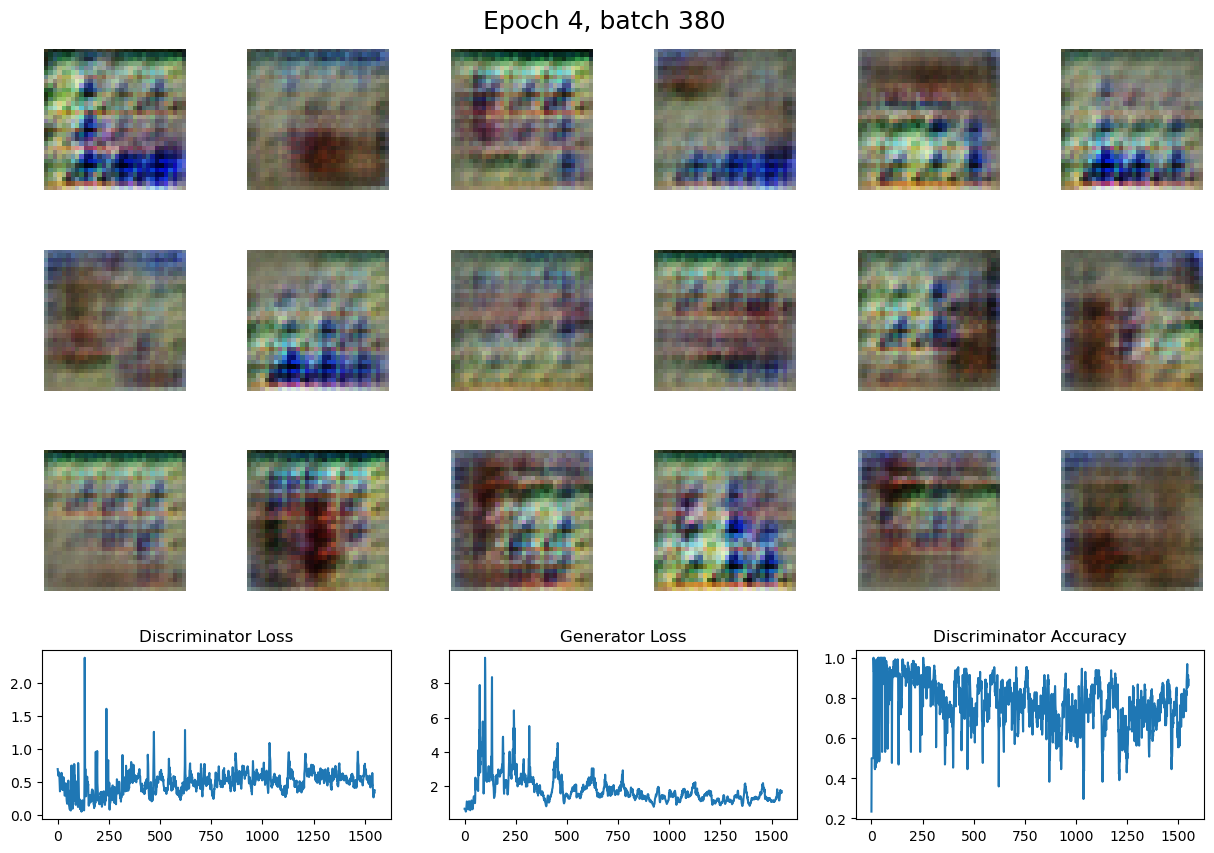 Epoch 4, batch 380
Discriminator Loss
2.0
1.5
1.0
0.5
0.0
0 250 500 750 1000 1250 1500
Generator Loss
8
6
4
2
0 250 500 750 1000 1250 1500
Discriminator Accuracy
1.0
0.8
0.6
0.4
0.2
0 250 500 750 1000 1250 1500